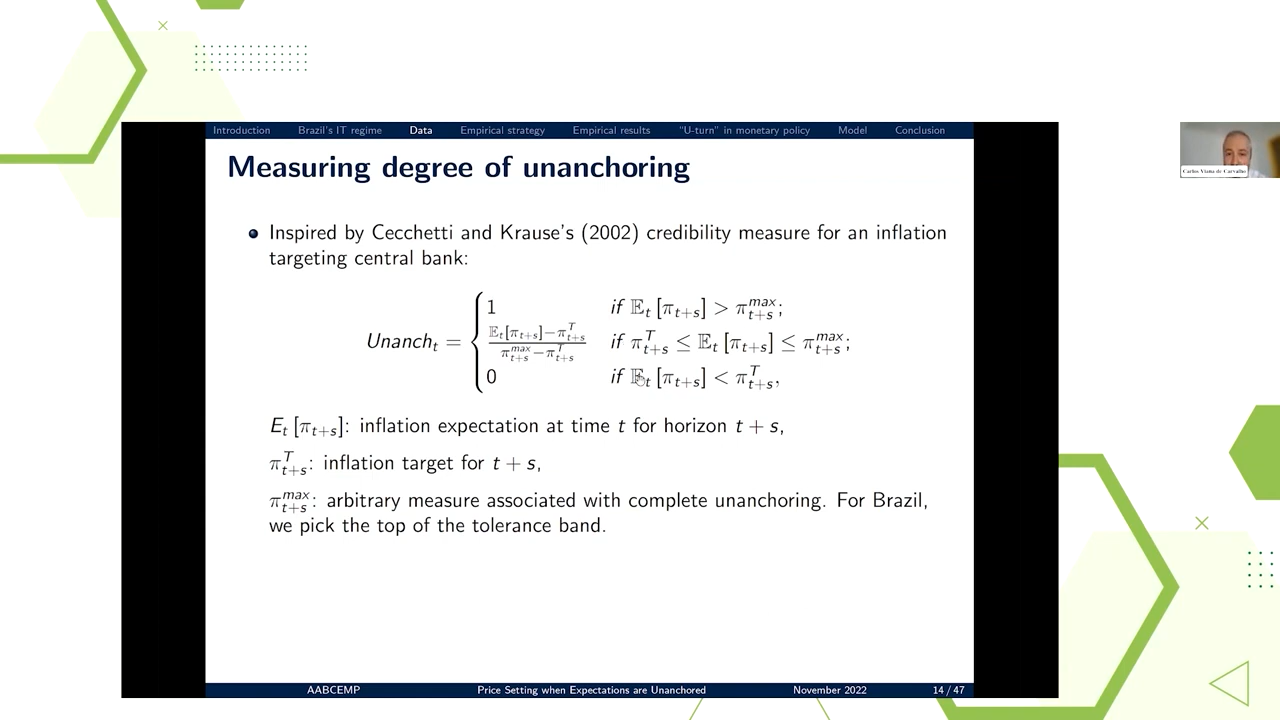 Introduction Brazil's IT regime Data Empirical strategy Empirical results "U-turn" in monetary policy Model Conclusion
Measuring degree of unanchoring
Inspired by Cecchetti and Krause's (2002) credibility measure for an inflation
targeting central bank:
Unanch_t = { 1 if 𝔼_t [π_{t+s}] > π^{max}_{t+s};
(𝔼_t[π_{t+s}]−π^T_{t+s})/(π^{max}_{t+s}−π^T_{t+s}) if π^T_{t+s} ≤ 𝔼_t [π_{t+s}] ≤ π^{max}_{t+s};
0 if 𝔼_t [π_{t+s}] < π^T_{t+s},
E_t [π_{t+s}]: inflation expectation at time t for horizon t + s,
π^T_{t+s}: inflation target for t + s,
π^{max}_{t+s}: arbitrary measure associated with complete unanchoring. For Brazil,
we pick the top of the tolerance band.
AABCEMP Price Setting when Expectations are Unanchored November 2022 14 / 47
Carlos Viana de Carvalho